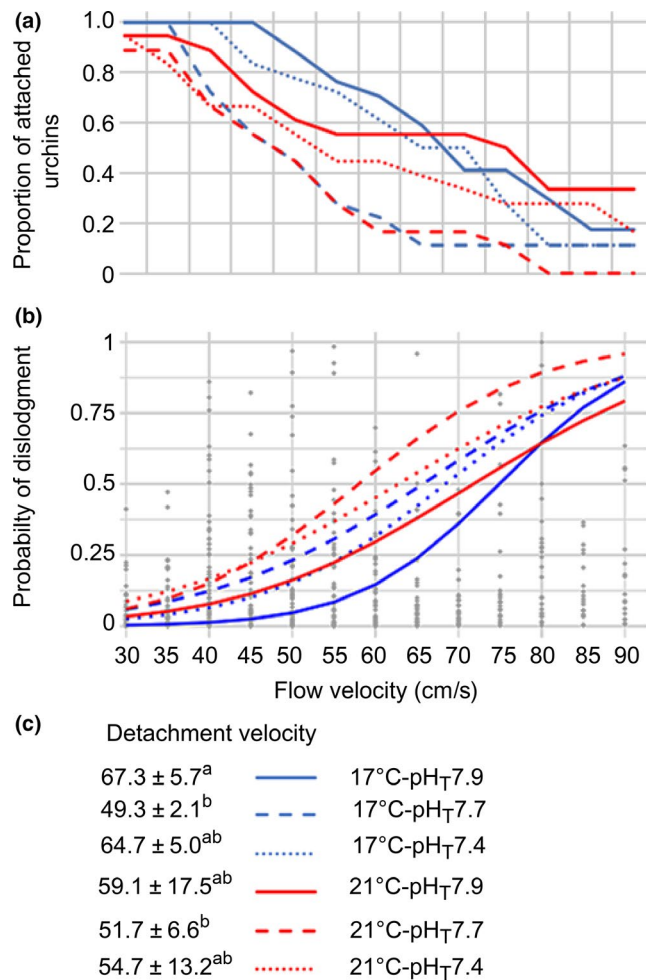 (a)
1.0
0.8
0.6
0.4
0.2
0
Proportion of attached
urchins
(b)
1
0.75
0.5
0.25
0
Probabilty of dislodgment
30 35 40 45 50 55 60 65 70 75 80 85 90
Flow velocity (cm/s)
(c)
Detachment velocity
67.3 ± 5.7a 17°C-pHT7.9
49.3 ± 2.1b 17°C-pHT7.7
64.7 ± 5.0ab 17°C-pHT7.4
59.1 ± 17.5ab 21°C-pHT7.9
51.7 ± 6.6b 21°C-pHT7.7
54.7 ± 13.2ab 21°C-pHT7.4